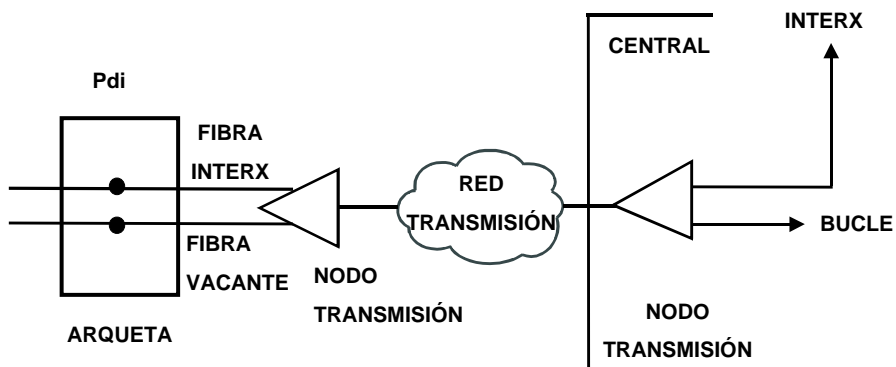 Pdi
FIBRA
INTERX
FIBRA
VACANTE
ARQUETA
NODO
TRANSMISIÓN
RED
TRANSMISIÓN
CENTRAL
INTERX
BUCLE
NODO
TRANSMISIÓN